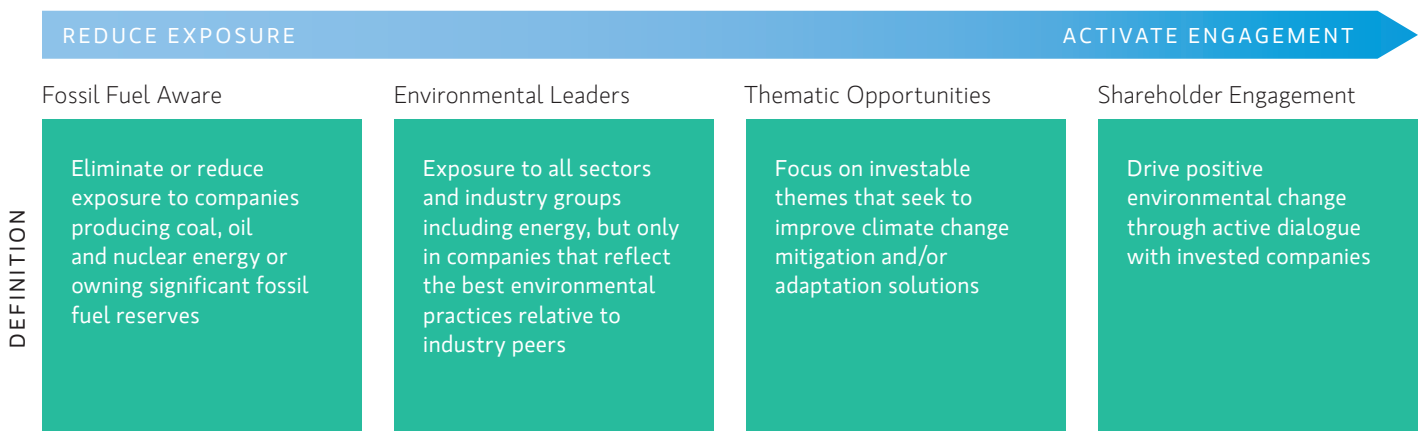 REDUCE EXPOSURE
ACTIVATE ENGAGEMENT
Fossil Fuel Aware
Environmental Leaders
Thematic Opportunities
Shareholder Engagement
DEFINITION
Eliminate or reduce
exposure to companies
producing coal, oil
and nuclear energy or
owning significant fossil
fuel reserves
Exposure to all sectors
and industry groups
including energy, but only
in companies that reflect
the best environmental
practices relative to
industry peers
Focus on investable
themes that seek to
improve climate change
mitigation and/or
adaptation solutions
Drive positive
environmental change
through active dialogue
with invested companies